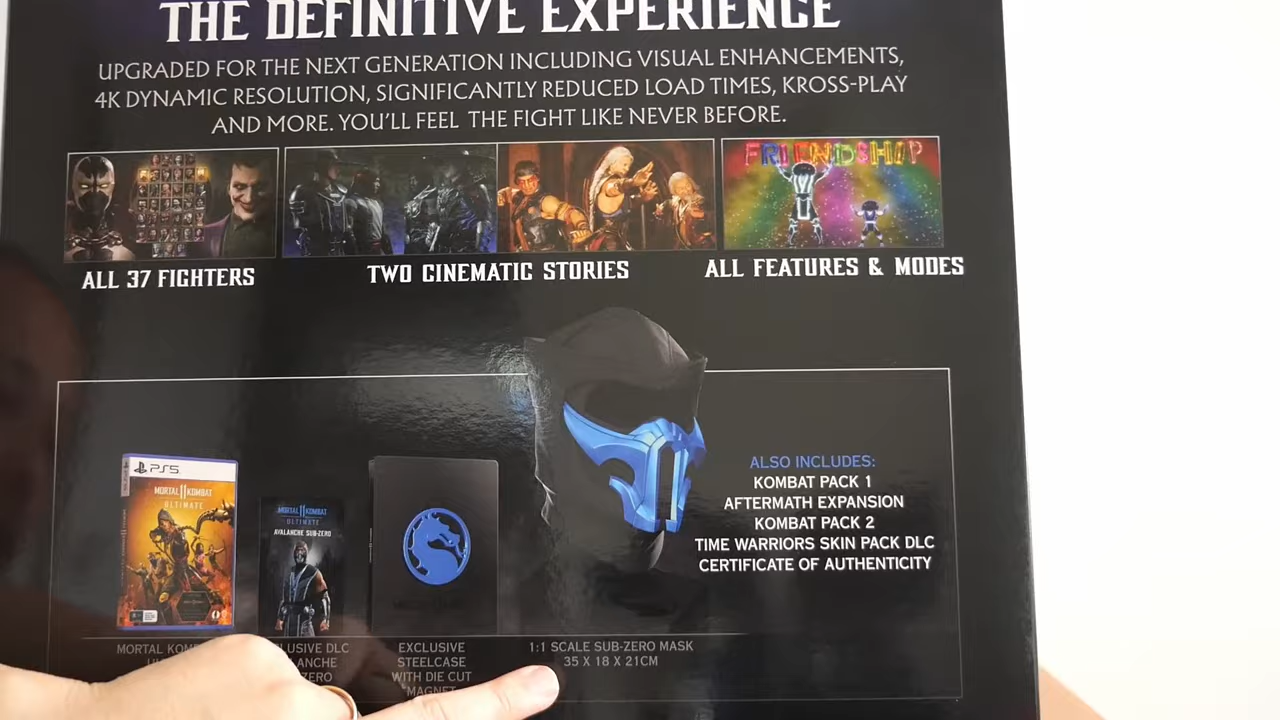 THE DEFINITIVE EXPERIENCE
UPGRADED FOR THE NEXT GENERATION INCLUDING VISUAL ENHANCEMENTS,
4K DYNAMIC RESOLUTION, SIGNIFICANTLY REDUCED LOAD TIMES, KROSS-PLAY
AND MORE. YOU'LL FEEL THE FIGHT LIKE NEVER BEFORE.
FRIENDSHIP
ALL 37 FIGHTERS
TWO CINEMATIC STORIES
ALL FEATURES & MODES
PS5
MORTAL 11 KOMBAT
ULTIMATE
MORTAL 11 KOMBAT
ULTIMATE
AVALANCHE SUB-ZERO
ALSO INCLUDES:
KOMBAT PACK 1
AFTERMATH EXPANSION
KOMBAT PACK 2
TIME WARRIORS SKIN PACK DLC
CERTIFICATE OF AUTHENTICITY
MORTAL
DLC
EXCLUSIVE
STEELCASE
WITH DIE CUT
MAGNET
1:1 SCALE SUB-ZERO MASK
35 X 18 X 21CM